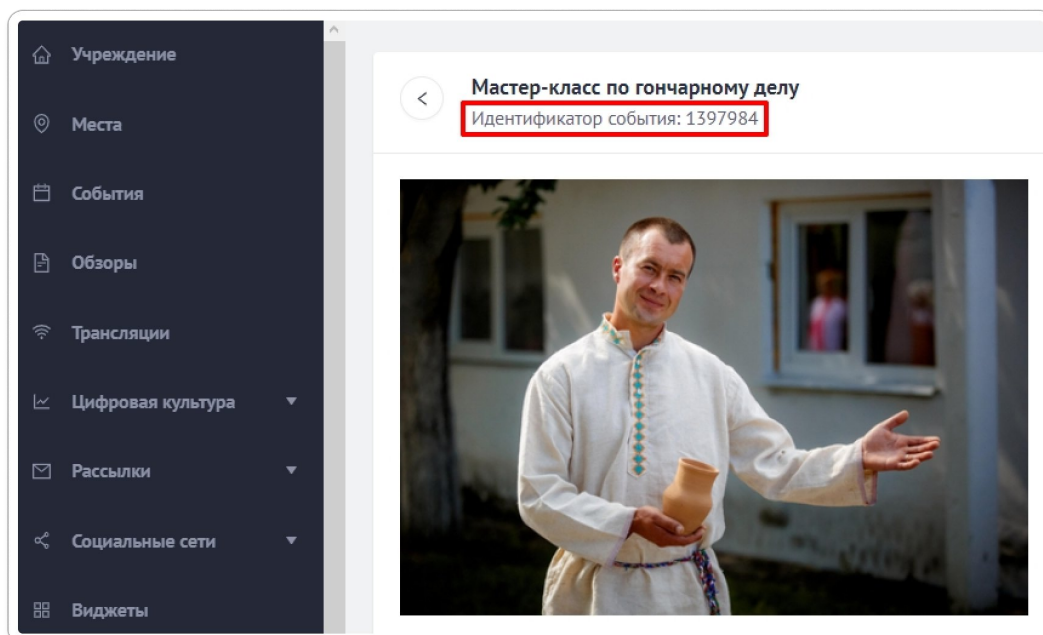 Учреждение
Места
События
Обзоры
Трансляции
Цифровая культура
Рассылки
Социальные сети
Виджеты
Мастер-класс по гончарному делу
Идентификатор события: 1397984